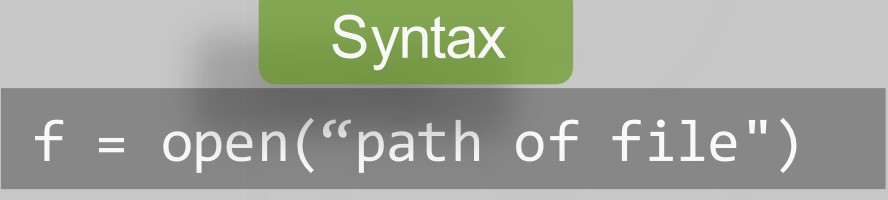 Syntax
f = open(“path of file")